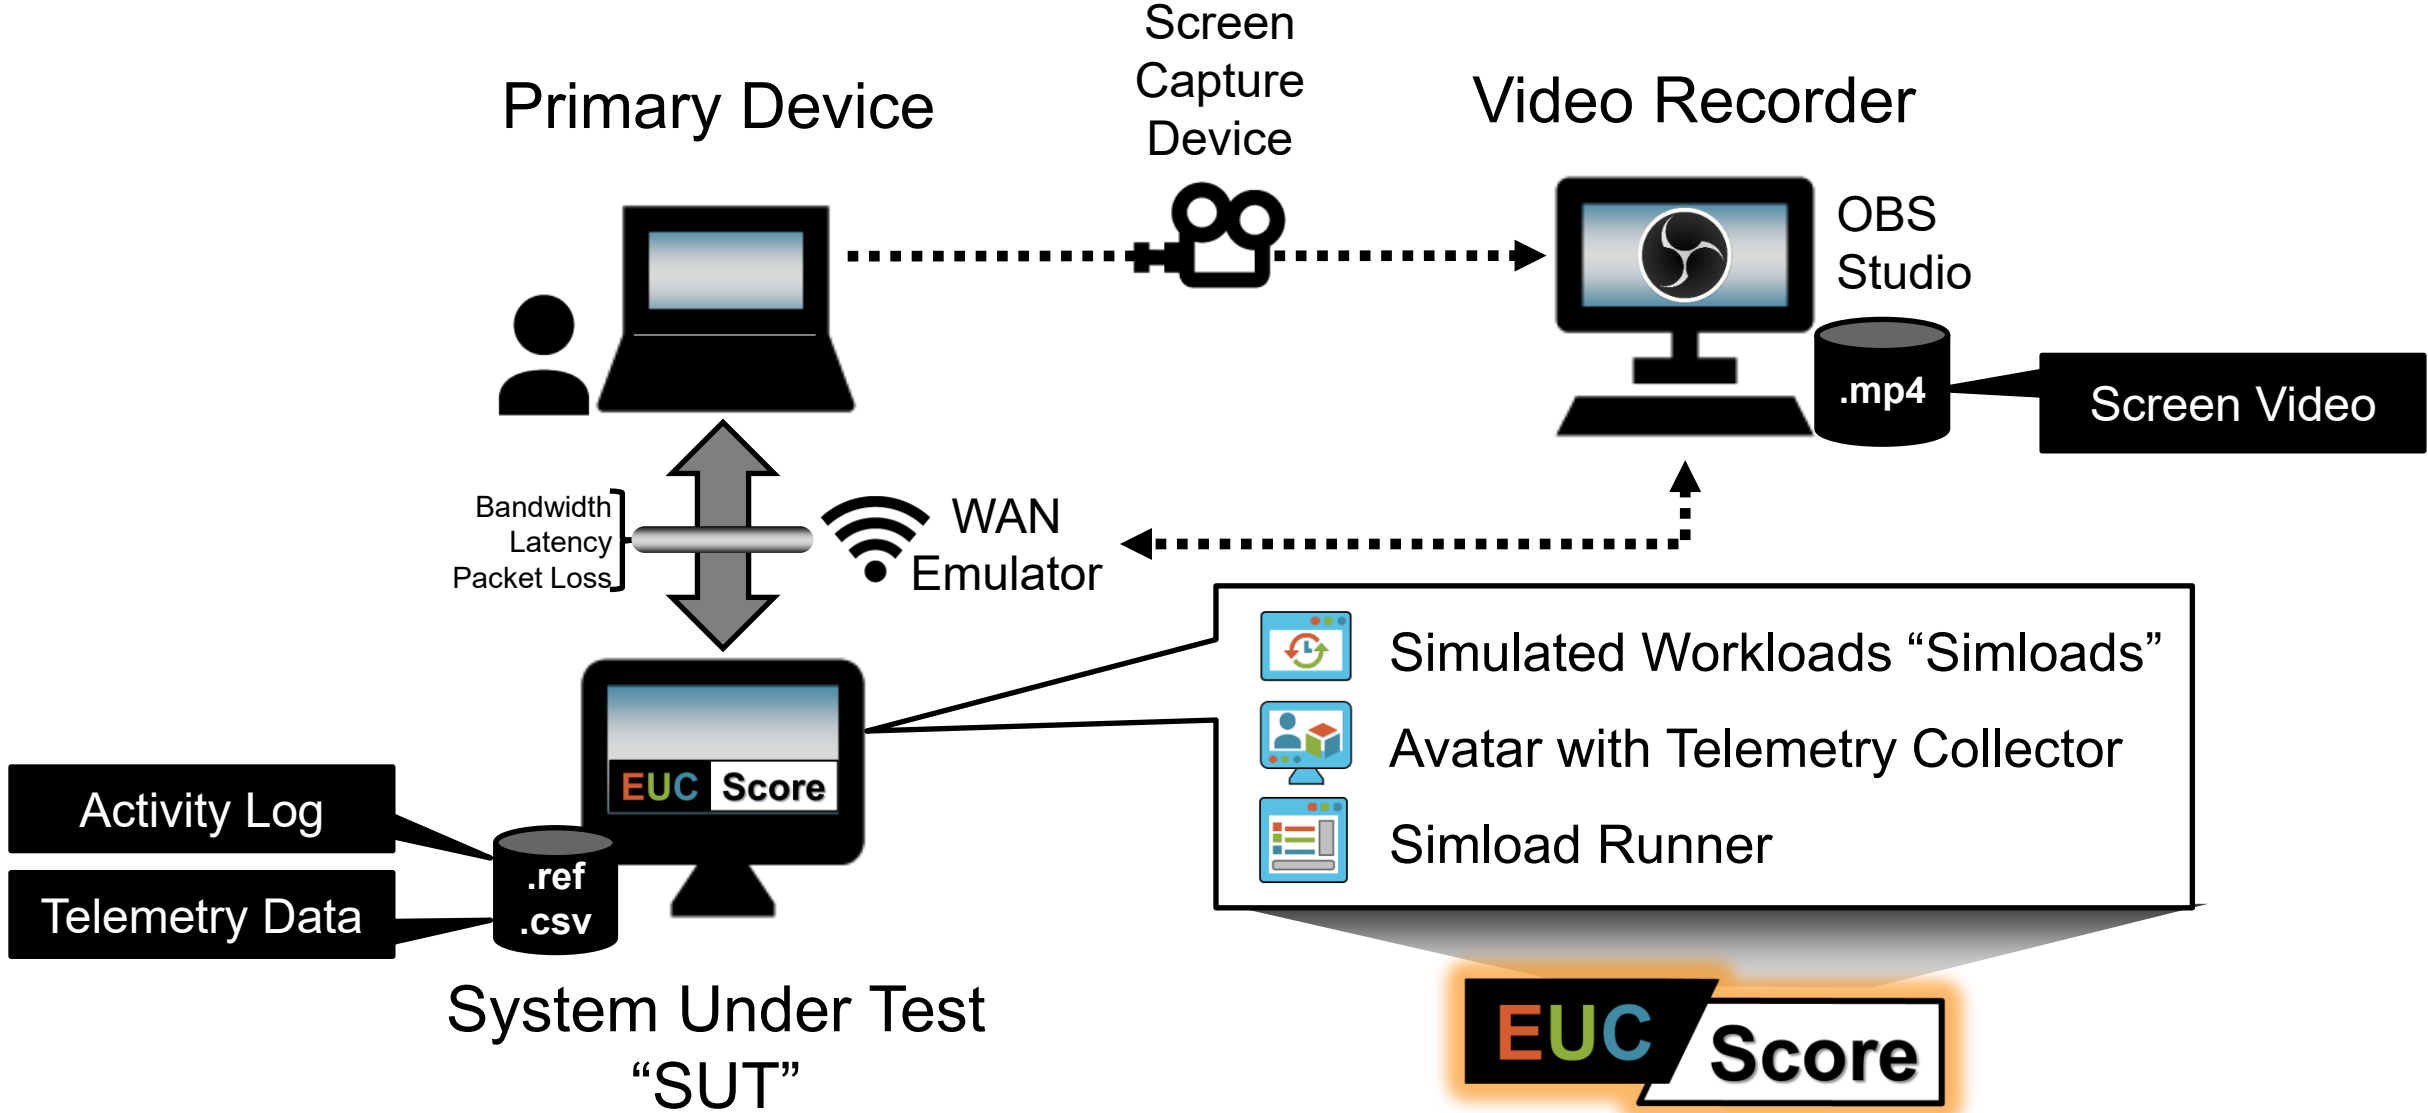 Screen
Capture
Device
Primary Device
Video Recorder
OBS
Studio
.mp4
Screen Video
Bandwidth
Latency
Packet Loss
WAN
Emulator
Simulated Workloads “Simloads”
Avatar with Telemetry Collector
Simload Runner
EUC Score
Activity Log
Telemetry Data
.ref
.csv
System Under Test
“SUT”
EUC
Score